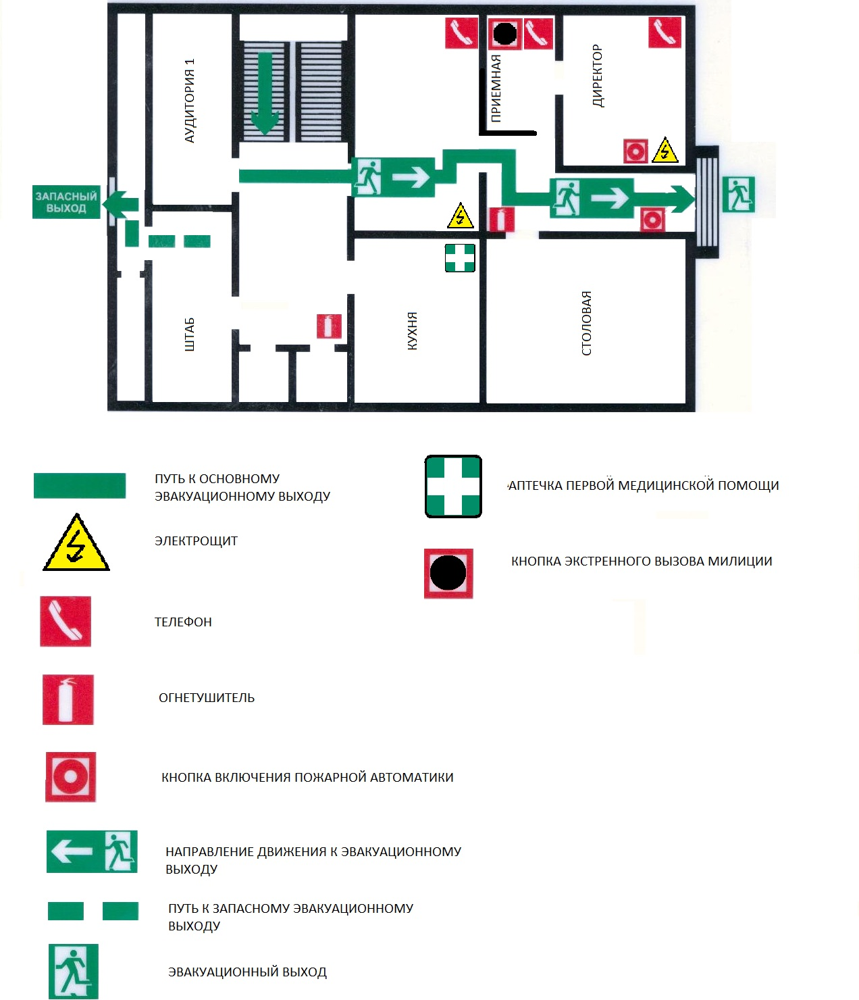 АУДИТОРИЯ 1
ПРИЕМНАЯ
ДИРЕКТОР
ЗАПАСНЫЙ
ВЫХОД
ШТАБ
КУХНЯ
СТОЛОВАЯ
ПУТЬ К ОСНОВНОМУ
ЭВАКУАЦИОННОМУ ВЫХОДУ
ЭЛЕКТРОЩИТ
ТЕЛЕФОН
ОГНЕТУШИТЕЛЬ
КНОПКА ВКЛЮЧЕНИЯ ПОЖАРНОЙ АВТОМАТИКИ
НАПРАВЛЕНИЕ ДВИЖЕНИЯ К ЭВАКУАЦИОННОМУ
ВЫХОДУ
ПУТЬ К ЗАПАСНОМУ ЭВАКУАЦИОННОМУ
ВЫХОДУ
ЭВАКУАЦИОННЫЙ ВЫХОД
АПТЕЧКА ПЕРВОЙ МЕДИЦИНСКОЙ ПОМОЩИ
КНОПКА ЭКСТРЕННОГО ВЫЗОВА МИЛИЦИИ